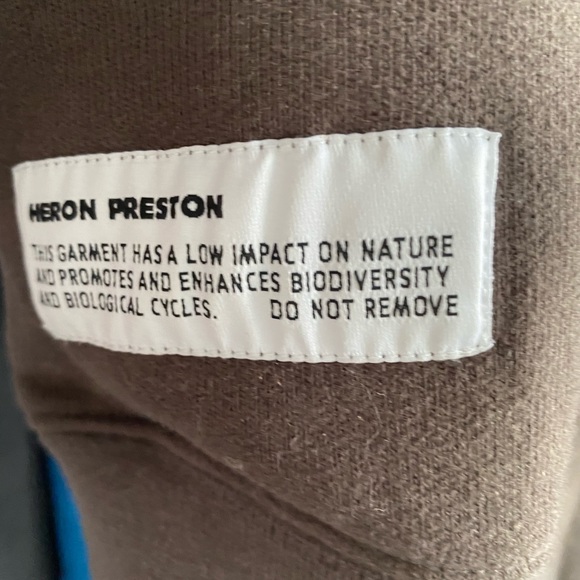 HERON PRESTON
THIS GARMENT HAS A LOW IMPACT ON NATURE
AND PROMOTES AND ENHANCES BIODIVERSITY
AND BIOLOGICAL CYCLES. DO NOT REMOVE